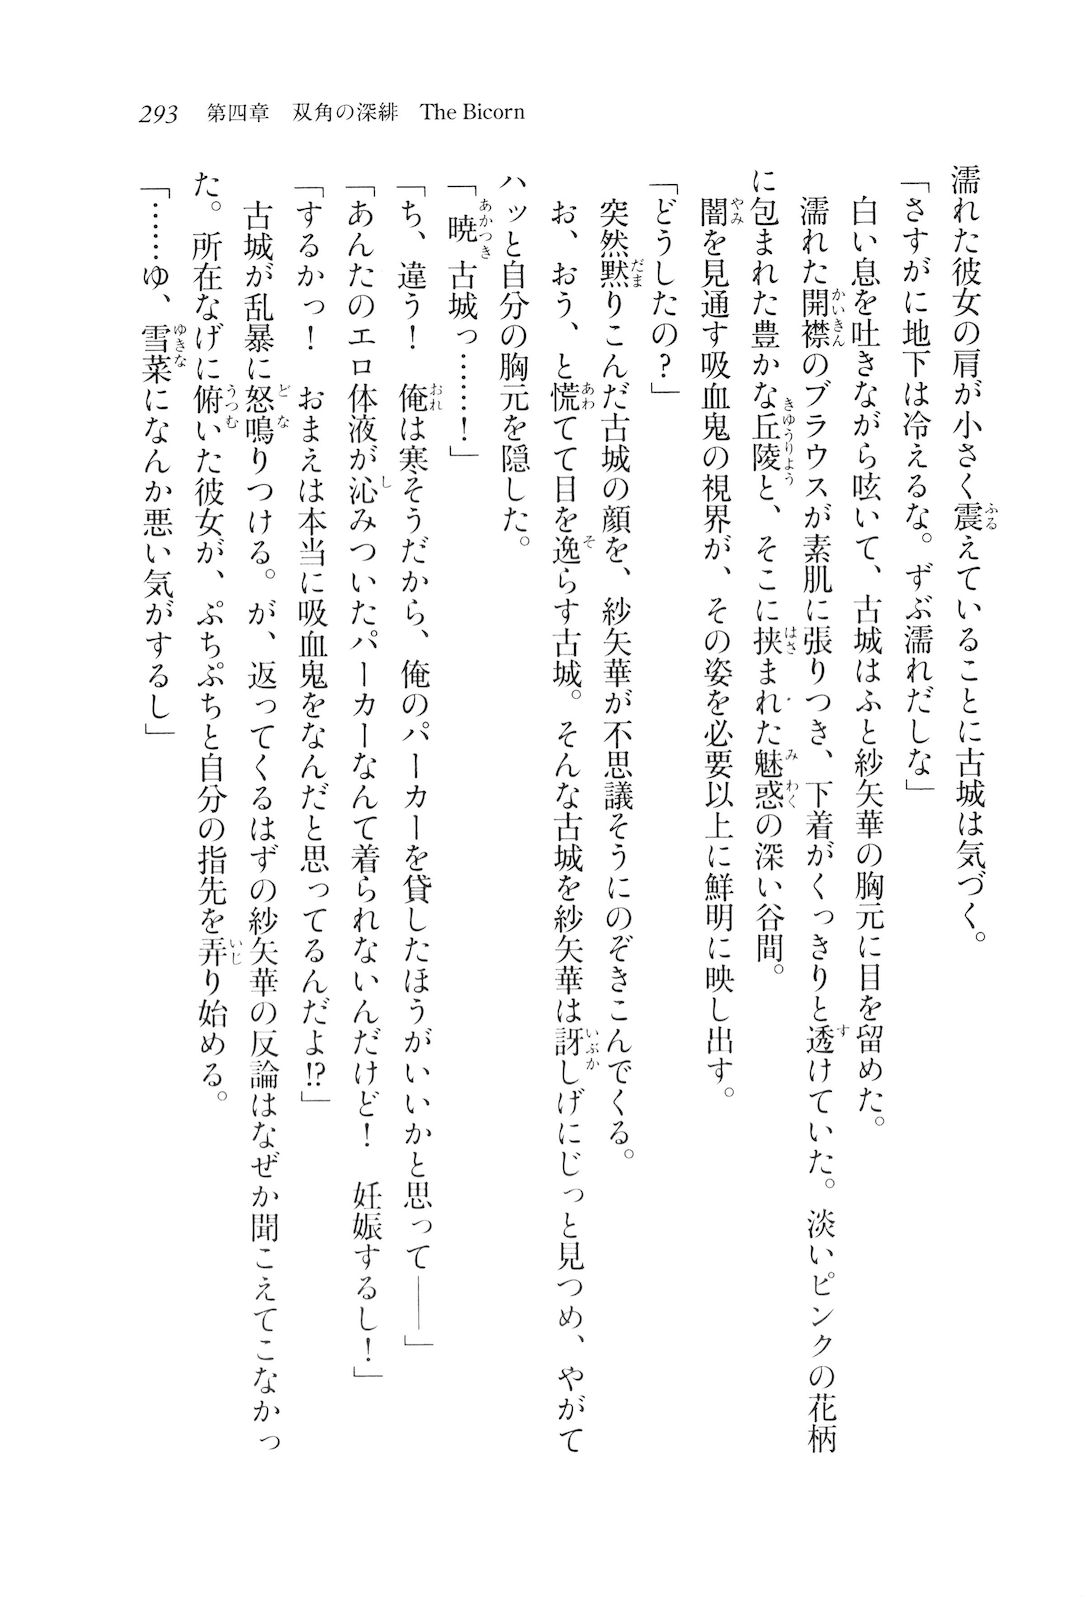 293 第四章 双角の深緋 The Bicorn
濡れた彼女の肩が小さく震えていることに古城は気づく。
「さすがに地下は冷えるな。ずぶ濡れだしな」
白い息を吐きながら呟いて、古城はふと紗矢華の胸元に目を留めた。
濡れた開襟のブラウスが素肌に張りつき、下着がくっきりと透けていた。淡いピンクの花柄
に包まれた豊かな丘陵と、そこに挟まれた魅惑の深い谷間。
闇を見通す吸血鬼の視界が、その姿を必要以上に鮮明に映し出す。
「どうしたの?」
突然黙りこんだ古城の顔を、紗矢華が不思議そうにのぞきこんでくる。
お、おう、と慌てて目を逸らす古城。そんな古城を紗矢華は訝しげにじっと見つめ、やがて
ハッと自分の胸元を隠した。
「暁古城っ……!」
「ち、違う! 俺は寒そうだから、俺のパーカーを貸したほうがいいかと思って――」
「あんたのエロ体液が沁みついたパーカーなんて着られないんだけど! 妊娠するし!」
「するかっ! おまえは本当に吸血鬼をなんだと思ってるんだよ!?」
古城が乱暴に怒鳴りつける。が、返ってくるはずの紗矢華の反論はなぜか聞こえてこなかっ
た。所在なげに俯いた彼女が、ぷちぷちと自分の指先を弄り始める。
「……ゆ、雪菜になんか悪い気がするし」